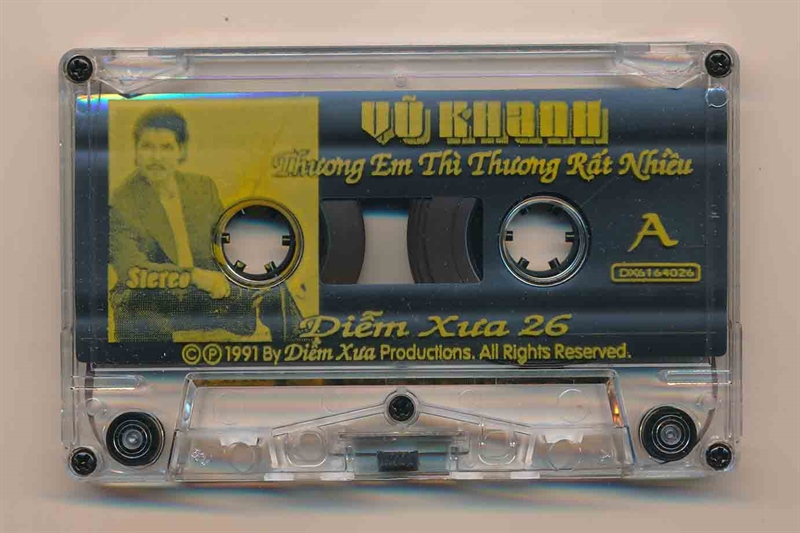 Vũ Khanh
Thương Em Thì Thương Rất Nhiều
A
DX6164026
Stereo
Diễm Xưa 26
©℗ 1991 By Diễm Xưa Productions. All Rights Reserved.